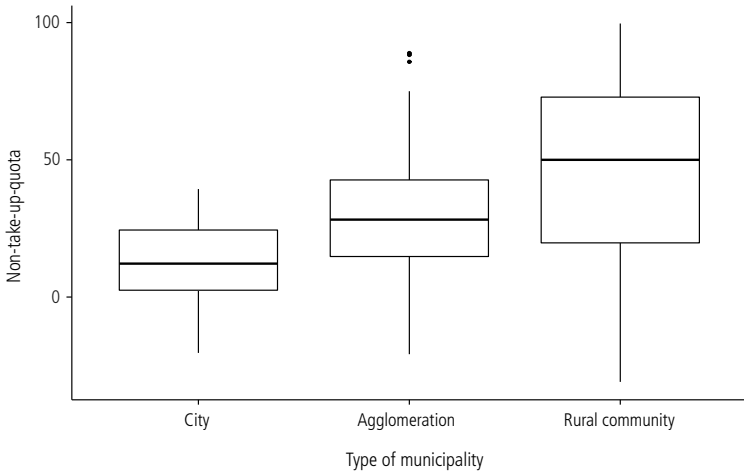 100
50
0
Non-take-up-quota
City
Agglomeration
Rural community
Type of municipality